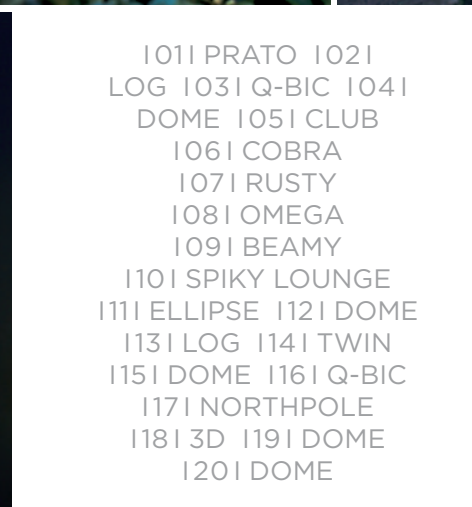 |01| PRATO |02|
LOG |03| Q-BIC |04|
DOME |05| CLUB
|06| COBRA
|07| RUSTY
|08| OMEGA
|09| BEAMY
|10| SPIKY LOUNGE
|11| ELLIPSE |12| DOME
|13| LOG |14| TWIN
|15| DOME |16| Q-BIC
|17| NORTHPOLE
|18| 3D |19| DOME
|20| DOME